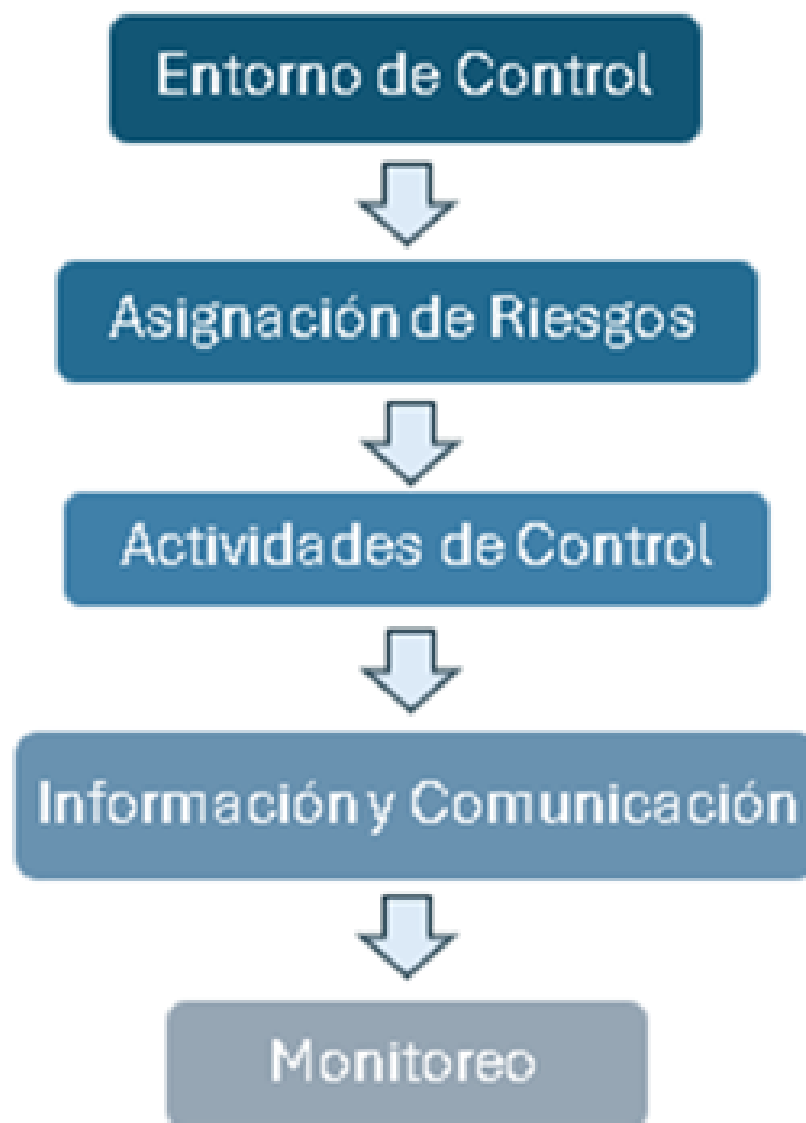 Entorno de Control
Asignación de Riesgos
Actividades de Control
Información y Comunicación
Monitoreo